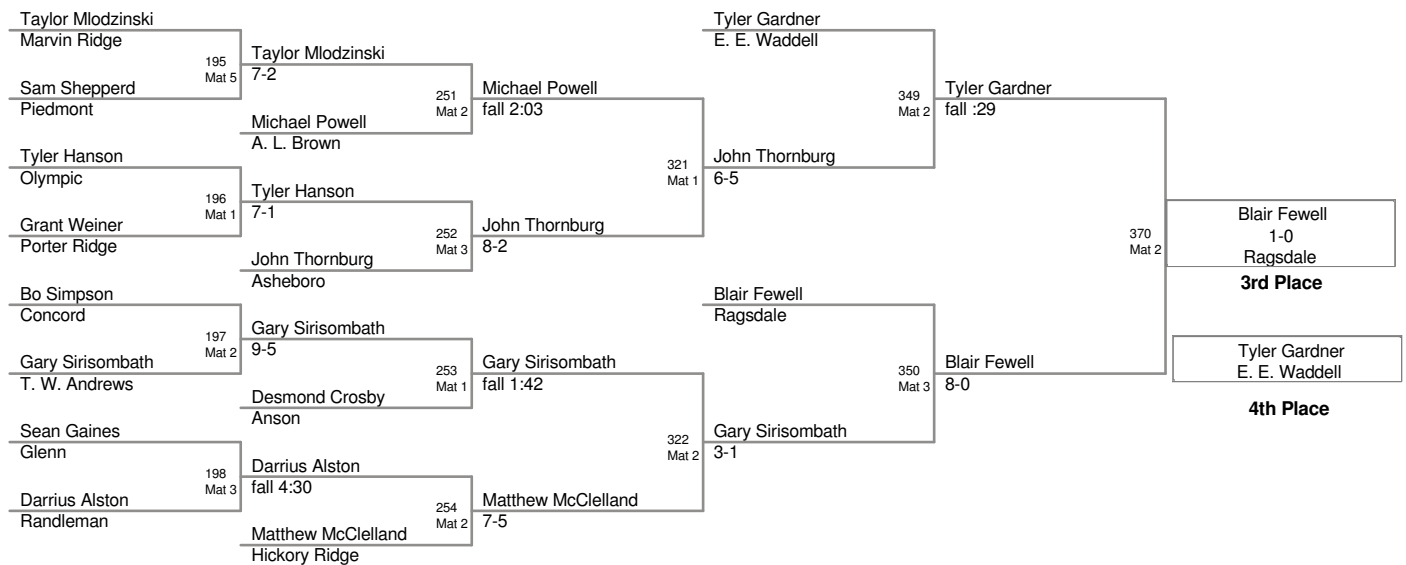 Taylor Mlodzinski
Marvin Ridge
195
Mat 5
Sam Shepperd
Piedmont
Taylor Mlodzinski
7-2
251
Mat 2
Michael Powell
A. L. Brown
Michael Powell
fall 2:03
Tyler Hanson
Olympic
196
Mat 1
Grant Weiner
Porter Ridge
Tyler Hanson
7-1
252
Mat 3
John Thornburg
Asheboro
John Thornburg
8-2
321
Mat 1
Tyler Gardner
E. E. Waddell
349
Mat 2
John Thornburg
6-5
Tyler Gardner
fall :29
Bo Simpson
Concord
197
Mat 2
Gary Sirisombath
T. W. Andrews
Gary Sirisombath
9-5
253
Mat 1
Desmond Crosby
Anson
Gary Sirisombath
fall 1:42
Sean Gaines
Glenn
198
Mat 3
Darrius Alston
Randleman
Darrius Alston
fall 4:30
254
Mat 2
Matthew McClelland
Hickory Ridge
Matthew McClelland
7-5
322
Mat 2
Blair Fewell
Ragsdale
350
Mat 3
Gary Sirisombath
3-1
Blair Fewell
8-0
370
Mat 2
Blair Fewell
1-0
Ragsdale
3rd Place
Tyler Gardner
E. E. Waddell
4th Place